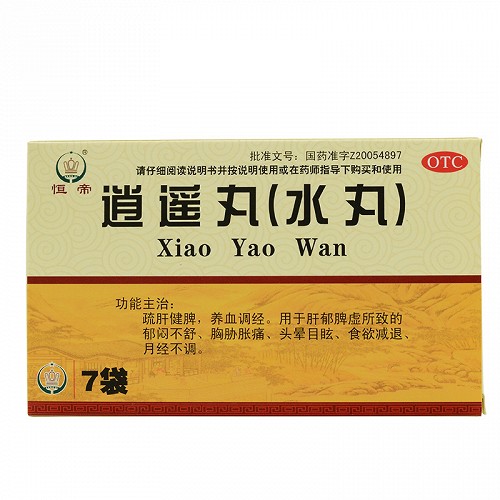 批准文号：国药准字Z20054897
OTC
请仔细阅读说明书并按说明使用或在药师指导下购买和使用
恒帝
逍遥丸(水丸)
Xiao Yao Wan
功能主治：
疏肝健脾，养血调经。用于肝郁脾虚所致的
郁闷不舒、胸胁胀痛、头晕目眩、食欲减退、
月经不调。
7袋